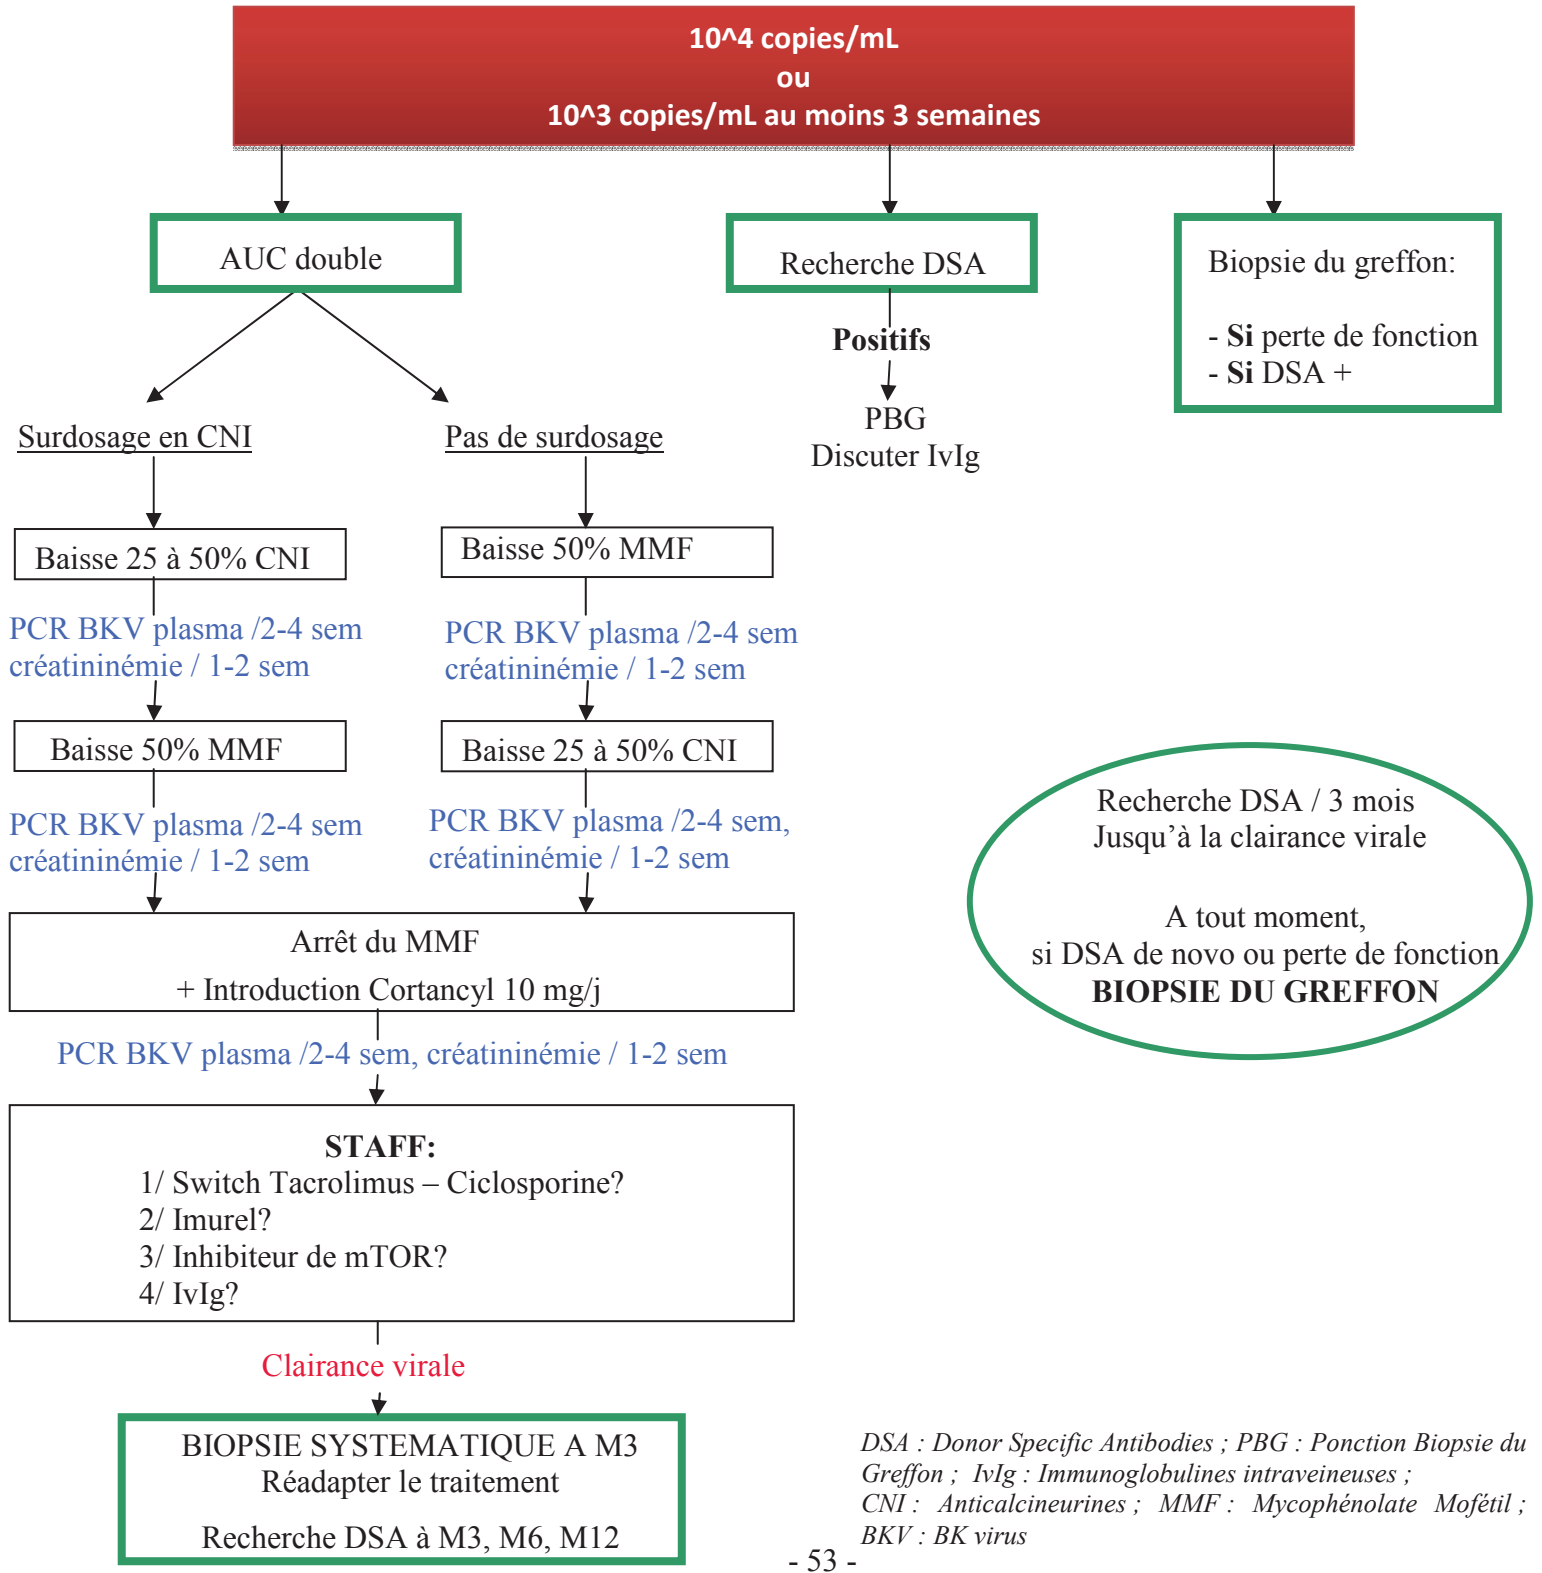 10^4 copies/mL
ou
10^3 copies/mL au moins 3 semaines
AUC double
Recherche DSA
Biopsie du greffon:
- Si perte de fonction
- Si DSA +
Positifs
PBG
Discuter IvIg
Surdosage en CNI
Pas de surdosage
Baisse 25 à 50% CNI
Baisse 50% MMF
PCR BKV plasma /2-4 sem
créatininémie / 1-2 sem
PCR BKV plasma /2-4 sem
créatininémie / 1-2 sem
Baisse 50% MMF
Baisse 25 à 50% CNI
PCR BKV plasma /2-4 sem
créatininémie / 1-2 sem
PCR BKV plasma /2-4 sem,
créatininémie / 1-2 sem
Arrêt du MMF
+ Introduction Cortancyl 10 mg/j
PCR BKV plasma /2-4 sem, créatininémie / 1-2 sem
Recherche DSA / 3 mois
Jusqu’à la clairance virale
A tout moment,
si DSA de novo ou perte de fonction
BIOPSIE DU GREFFON
STAFF:
1/ Switch Tacrolimus – Ciclosporine?
2/ Imurel?
3/ Inhibiteur de mTOR?
4/ IvIg?
Clairance virale
BIOPSIE SYSTEMATIQUE A M3
Réadapter le traitement
Recherche DSA à M3, M6, M12
DSA : Donor Specific Antibodies ; PBG : Ponction Biopsie du
Greffon ; IvIg : Immunoglobulines intraveineuses ;
CNI : Anticalcineurines ; MMF : Mycophénolate Mofétil ;
BKV : BK virus
- 53 -